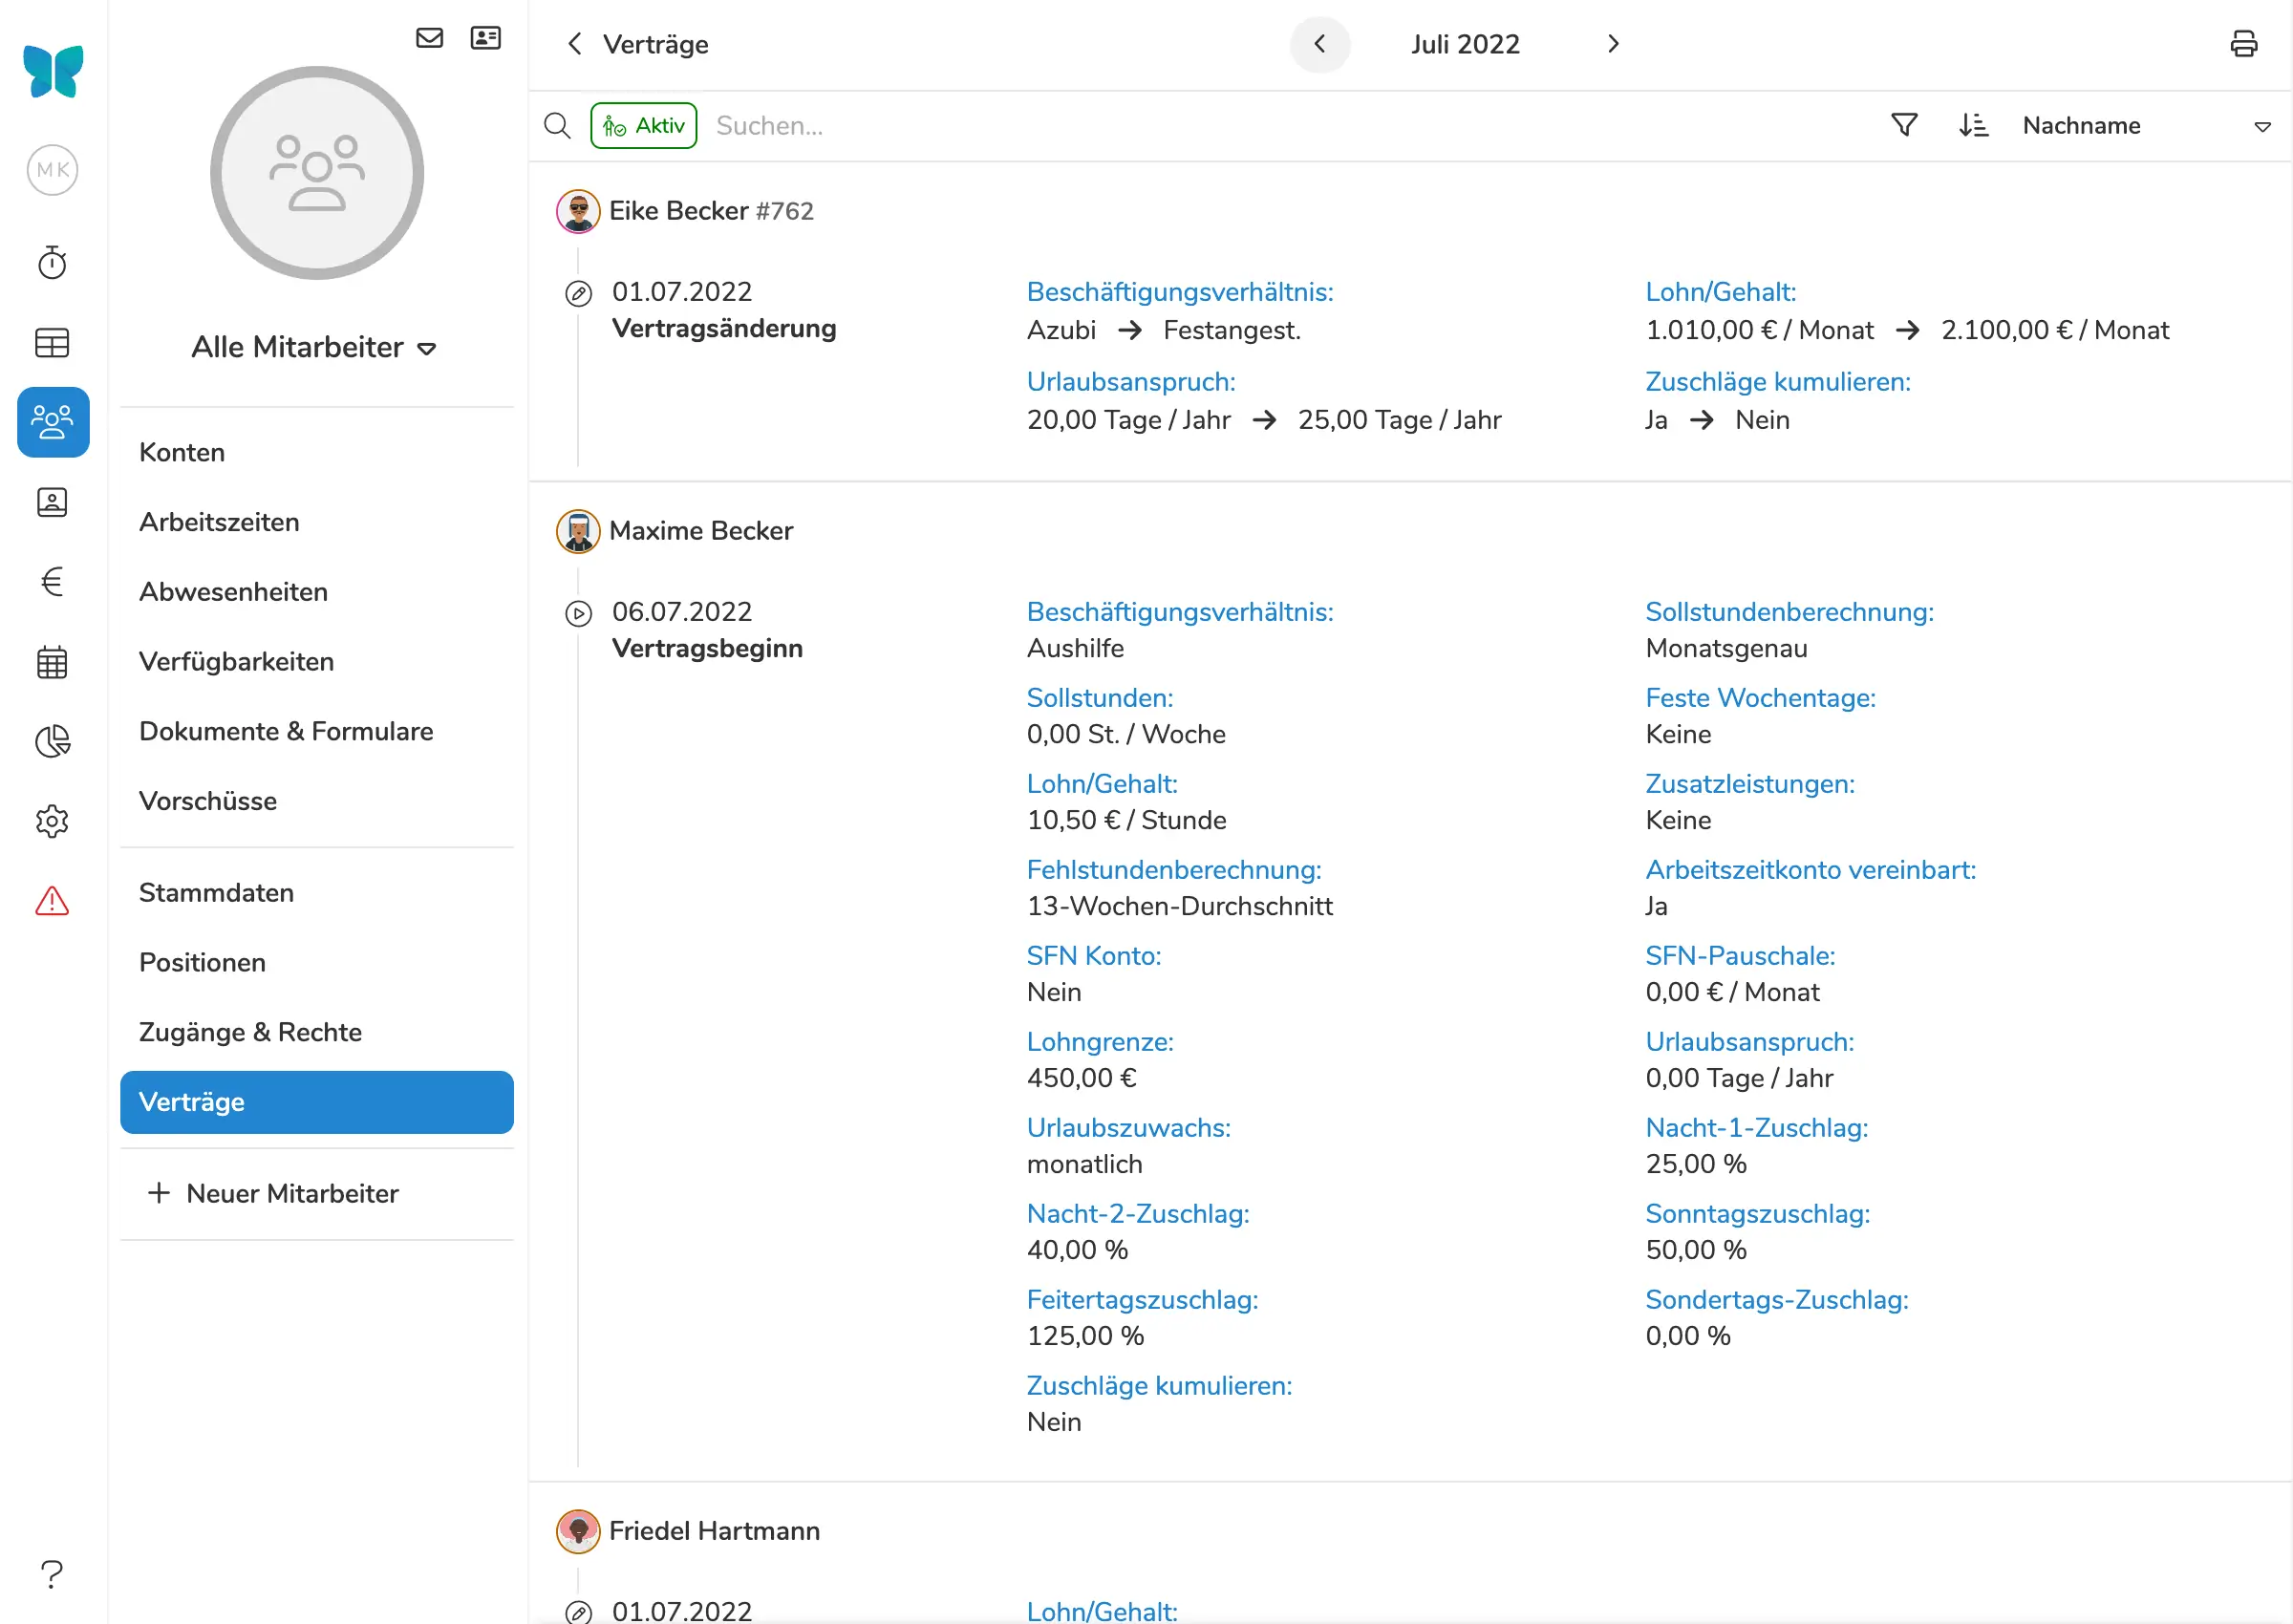 MK
Alle Mitarbeiter
Konten
Arbeitszeiten
Abwesenheiten
Verfügbarkeiten
Dokumente & Formulare
Vorschüsse
Stammdaten
Positionen
Zugänge & Rechte
Verträge
Neuer Mitarbeiter
Verträge
Juli 2022
Aktiv
Suchen...
Nachname
Eike Becker #762
01.07.2022
Vertragsänderung
Beschäftigungsverhältnis:
Azubi → Festangest.
Lohn/Gehalt:
1.010,00 € / Monat → 2.100,00 € / Monat
Urlaubsanspruch:
20,00 Tage / Jahr → 25,00 Tage / Jahr
Zuschläge kumulieren:
Ja → Nein
Maxime Becker
06.07.2022
Vertragsbeginn
Beschäftigungsverhältnis:
Aushilfe
Sollstundenberechnung:
Monatsgenau
Sollstunden:
0,00 St. / Woche
Feste Wochentage:
Keine
Lohn/Gehalt:
10,50 € / Stunde
Zusatzleistungen:
Keine
Fehlstundenberechnung:
13-Wochen-Durchschnitt
Arbeitszeitkonto vereinbart:
Ja
SFN Konto:
Nein
SFN-Pauschale:
0,00 € / Monat
Lohngrenze:
450,00 €
Urlaubsanspruch:
0,00 Tage / Jahr
Urlaubszuwachs:
monatlich
Nacht-1-Zuschlag:
25,00 %
Nacht-2-Zuschlag:
40,00 %
Sonntagszuschlag:
50,00 %
Feitertagszuschlag:
125,00 %
Sondertags-Zuschlag:
0,00 %
Zuschläge kumulieren:
Nein
Friedel Hartmann
01.07.2022
Lohn/Gehalt: